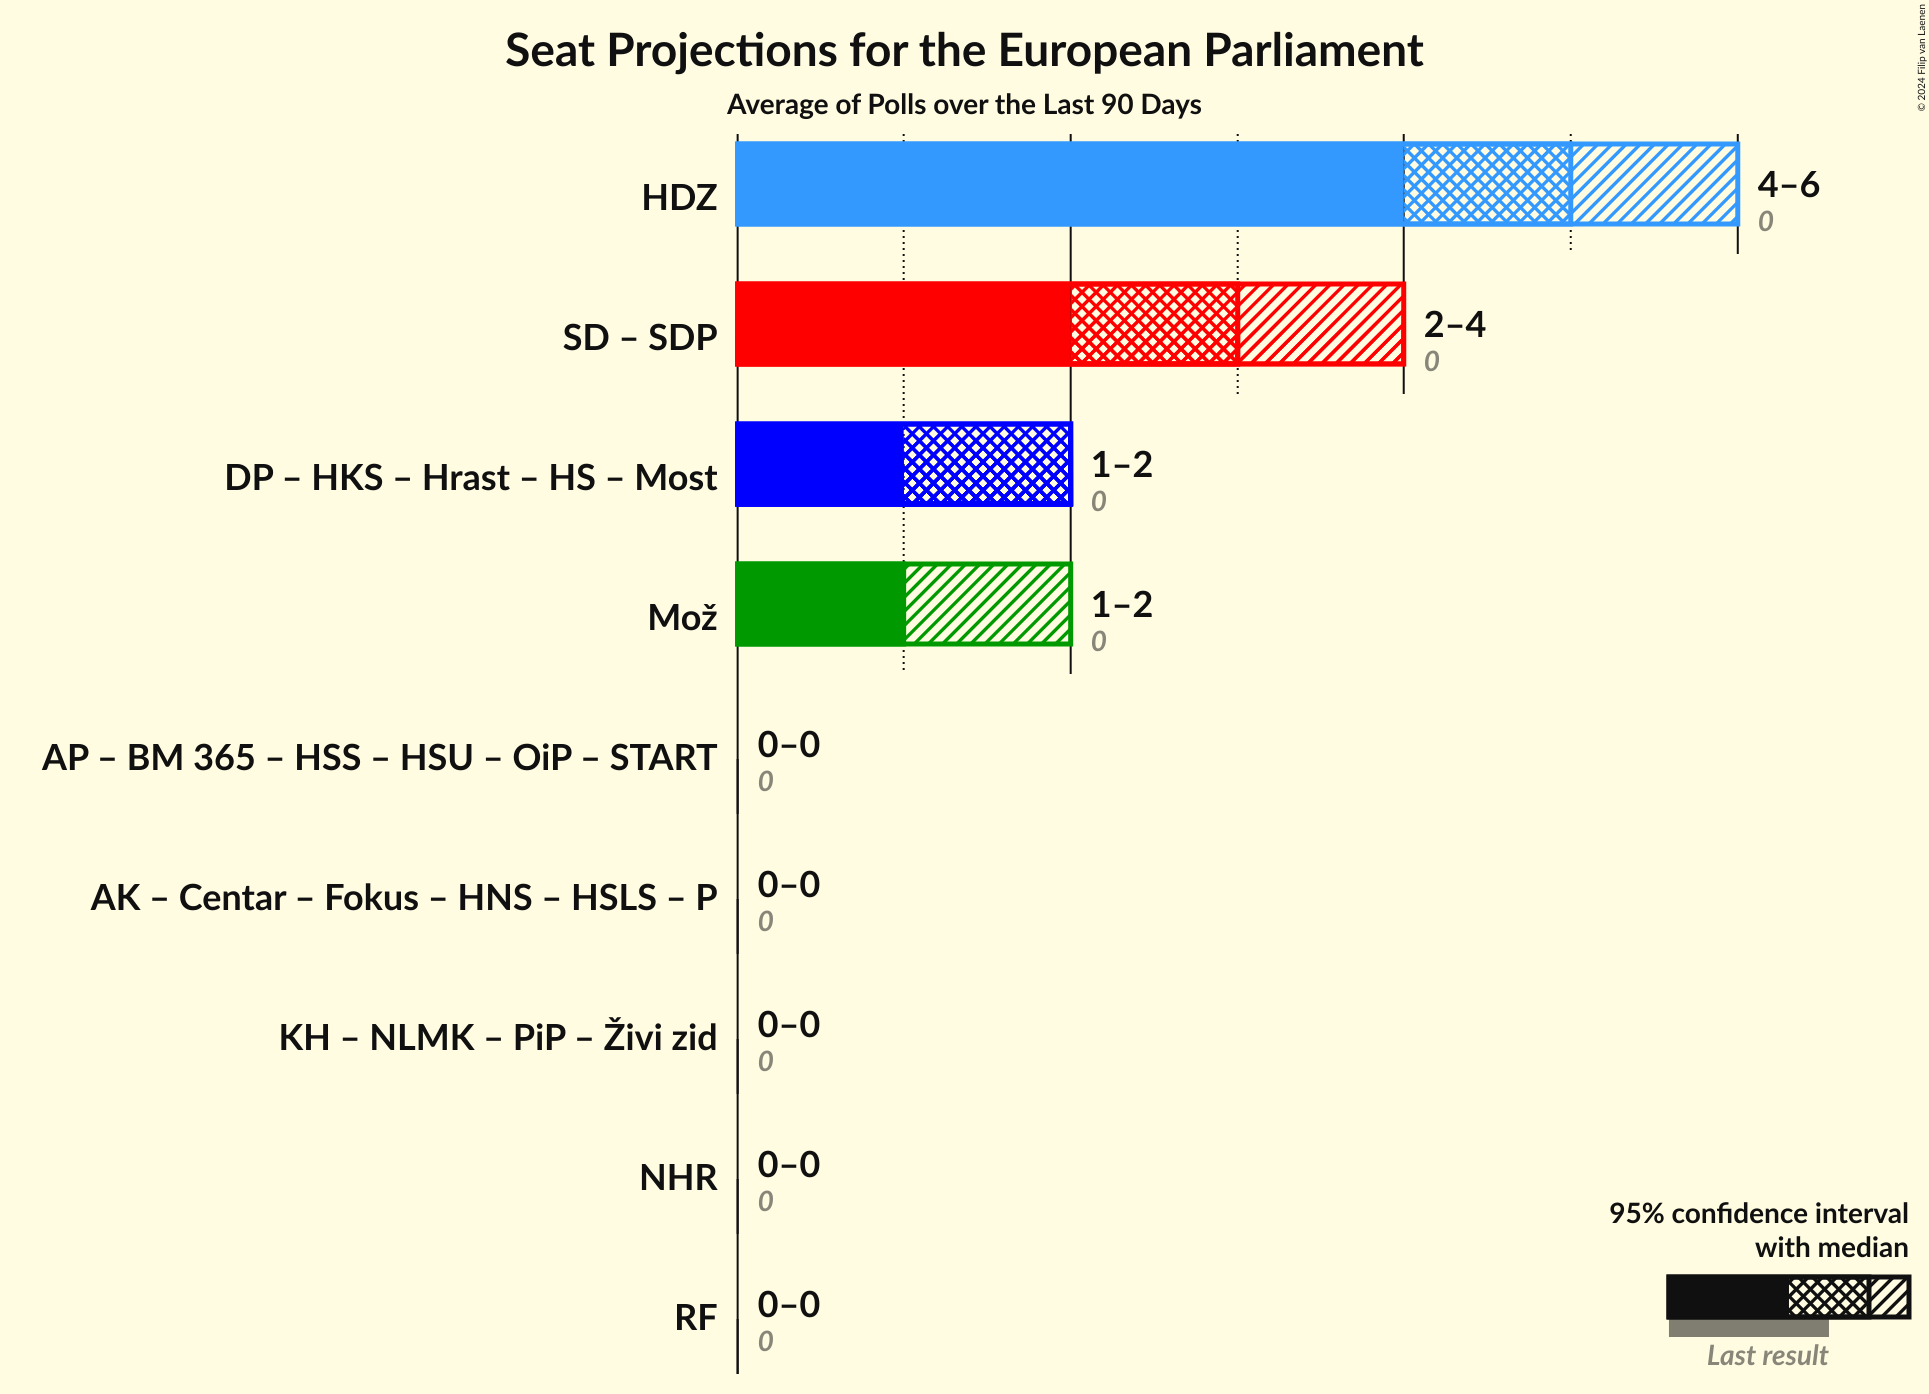 Seat Projections for the European Parliament
Average of Polls over the Last 90 Days
© 2024 Filip van Laenen
HDZ
4–6
0
SD – SDP
2–4
0
DP – HKS – Hrast – HS – Most
1–2
0
Mož
1–2
0
AP – BM 365 – HSS – HSU – OiP – START
0–0
0
AK – Centar – Fokus – HNS – HSLS – P
0–0
0
KH – NLMK – PiP – Živi zid
0–0
0
NHR
0–0
0
RF
0–0
0
95% confidence interval
with median
Last result